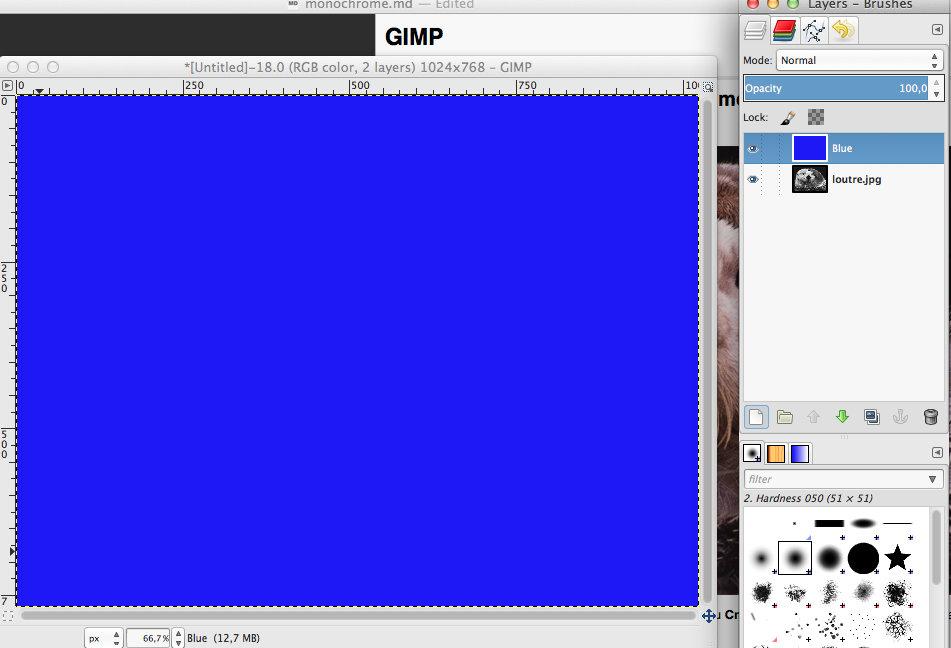 monochrome.md — Edited
GIMP
*[Untitled]-18.0 (RGB color, 2 layers) 1024x768 – GIMP
0
250
500
750
0
250
500
7
px
66,7%
Blue (12,7 MB)
Layers - Brushes
Mode: Normal
Opacity 100,0
Lock:
Blue
loutre.jpg
filter
2. Hardness 050 (51 × 51)